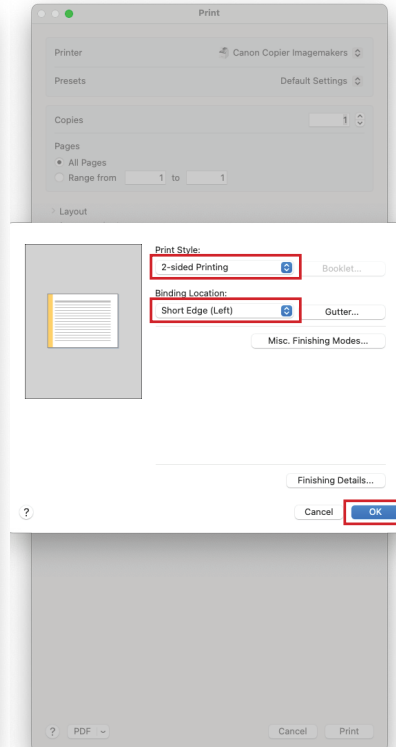 Print
Printer Canon Copier Imagemakers
Presets Default Settings
Copies 1
Pages
All Pages
Range from 1 to 1
Layout
Print Style:
2-sided Printing Booklet...
Binding Location:
Short Edge (Left) Gutter...
Misc. Finishing Modes...
Finishing Details...
? Cancel OK
? PDF Cancel Print